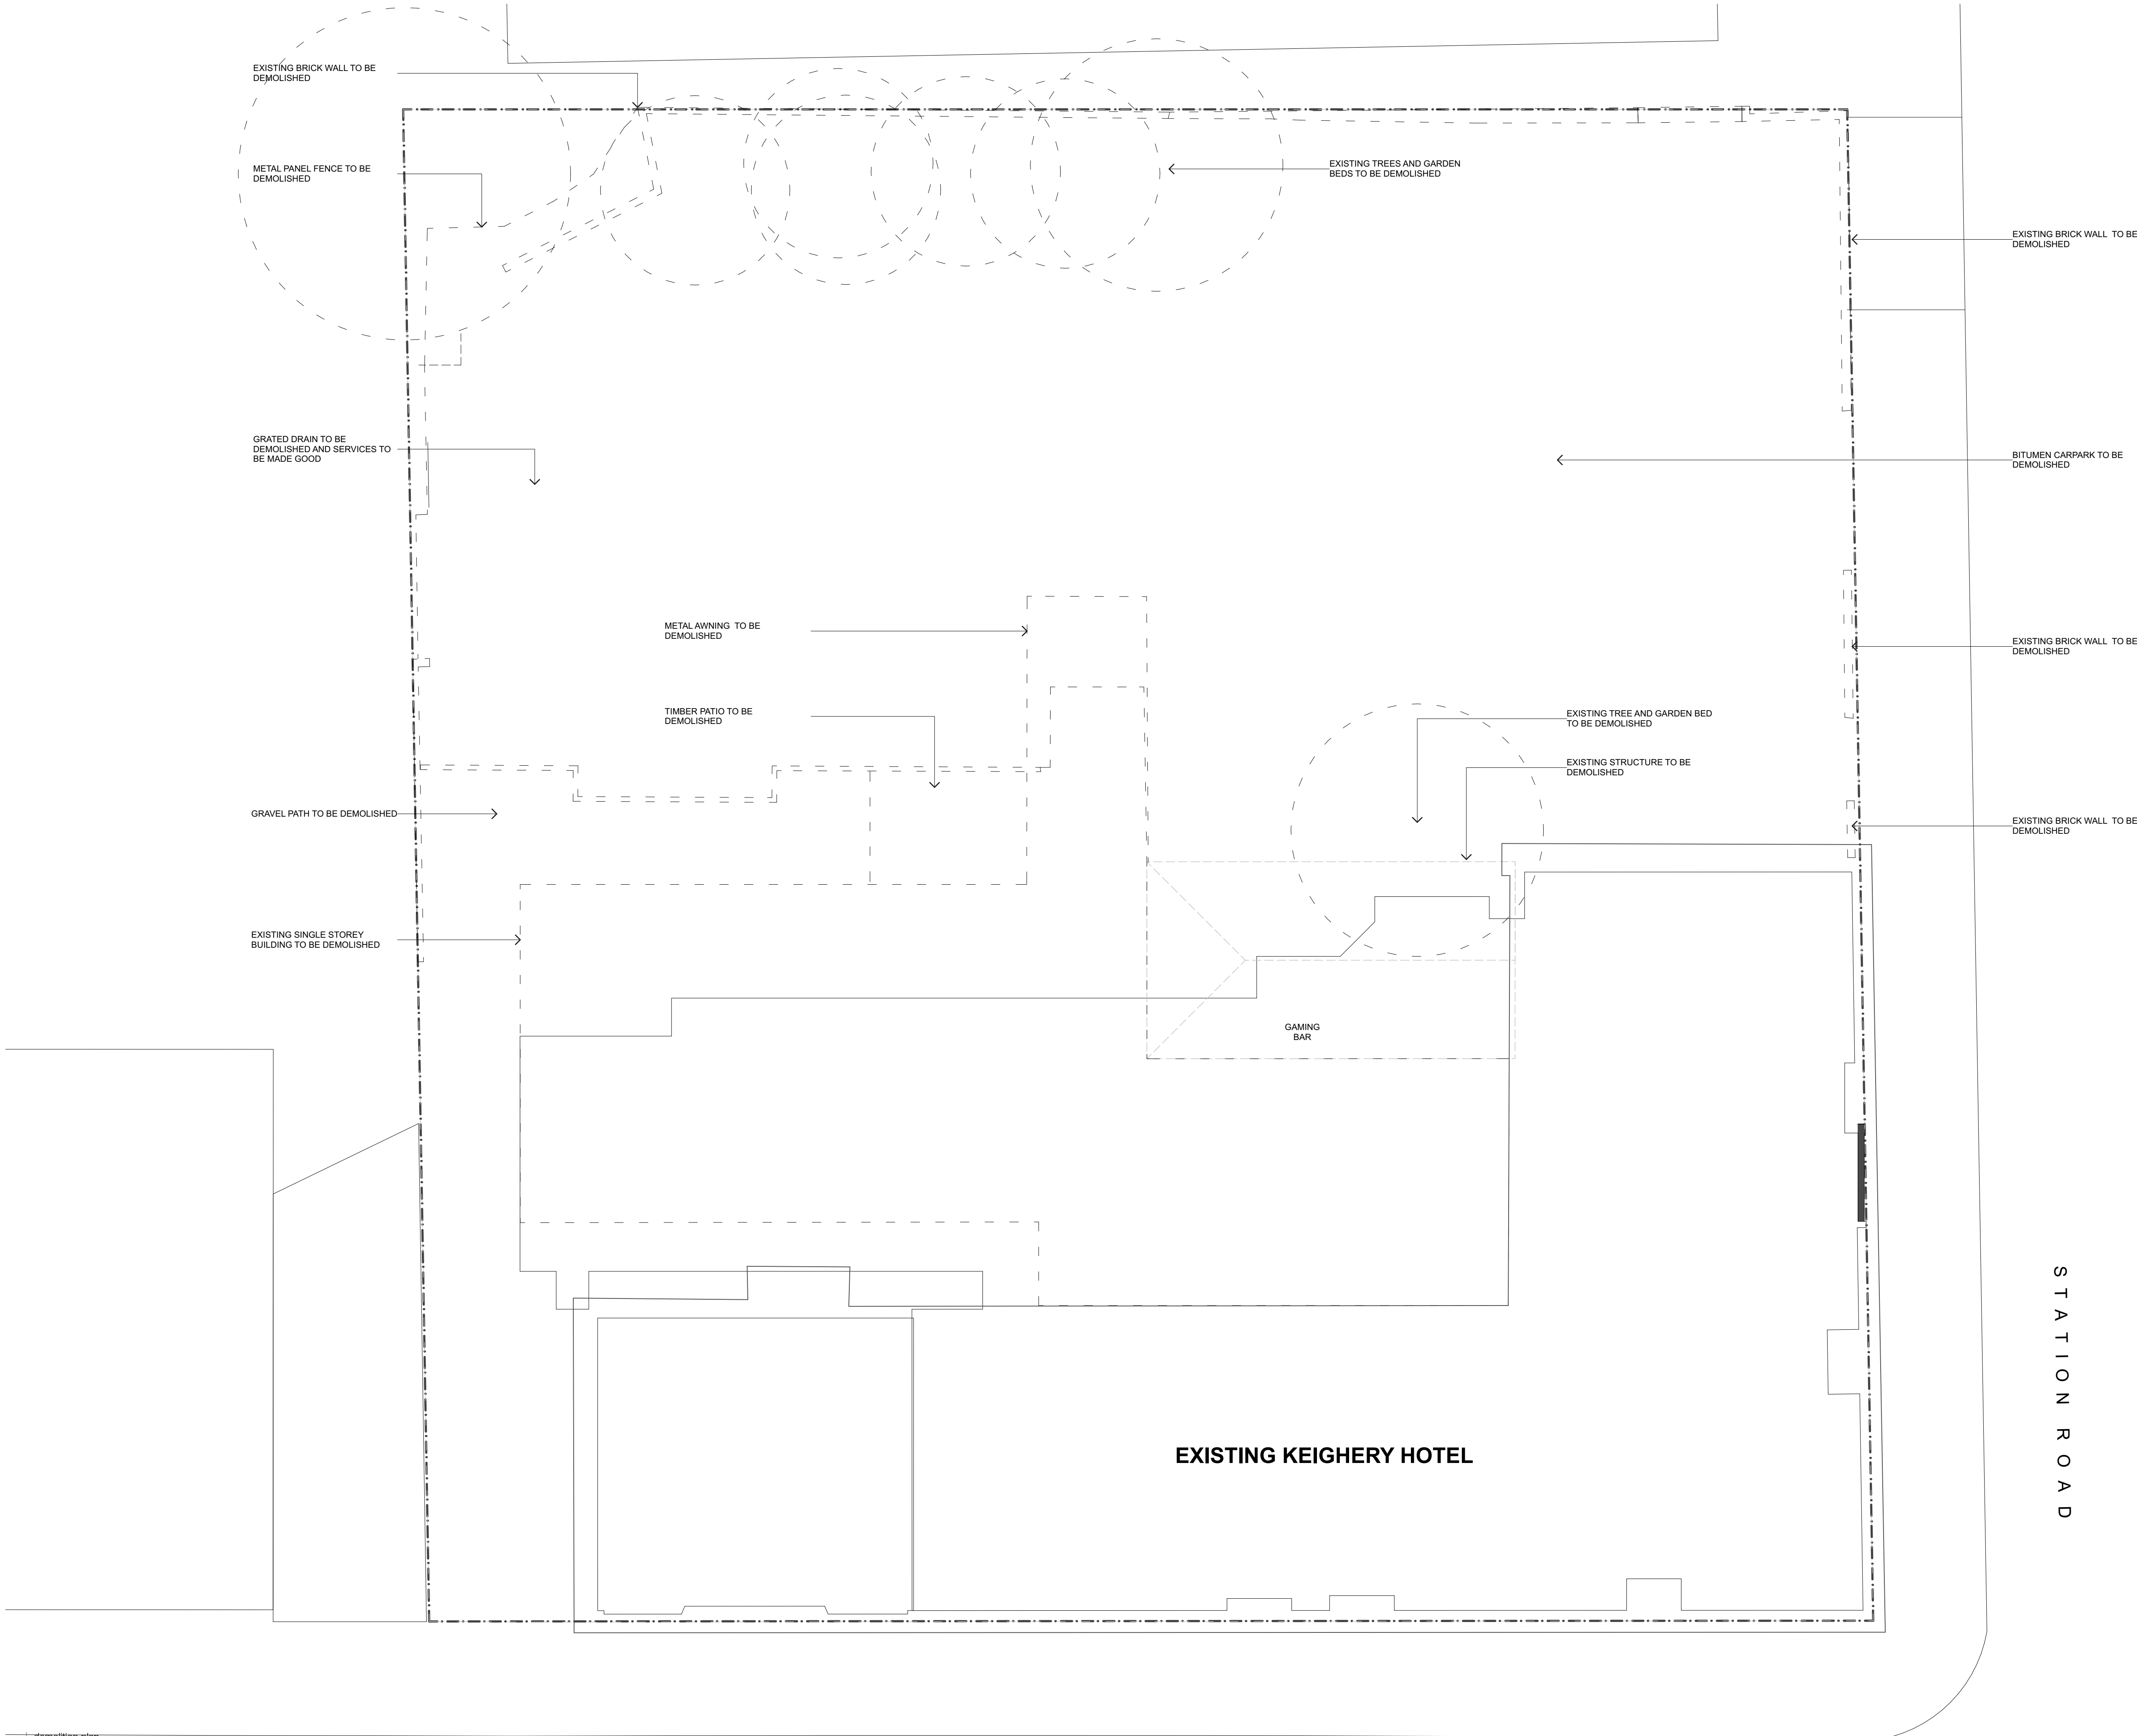 EXISTING BRICK WALL TO BE
DEMOLISHED
METAL PANEL FENCE TO BE
DEMOLISHED
EXISTING TREES AND GARDEN
BEDS TO BE DEMOLISHED
EXISTING BRICK WALL TO BE
DEMOLISHED
GRATED DRAIN TO BE
DEMOLISHED AND SERVICES TO
BE MADE GOOD
BITUMEN CARPARK TO BE
DEMOLISHED
METAL AWNING TO BE
DEMOLISHED
EXISTING BRICK WALL TO BE
DEMOLISHED
TIMBER PATIO TO BE
DEMOLISHED
EXISTING TREE AND GARDEN BED
TO BE DEMOLISHED
EXISTING STRUCTURE TO BE
DEMOLISHED
GRAVEL PATH TO BE DEMOLISHED
EXISTING BRICK WALL TO BE
DEMOLISHED
EXISTING SINGLE STOREY
BUILDING TO BE DEMOLISHED
GAMING
BAR
STATION ROAD
EXISTING KEIGHERY HOTEL
demolition plan